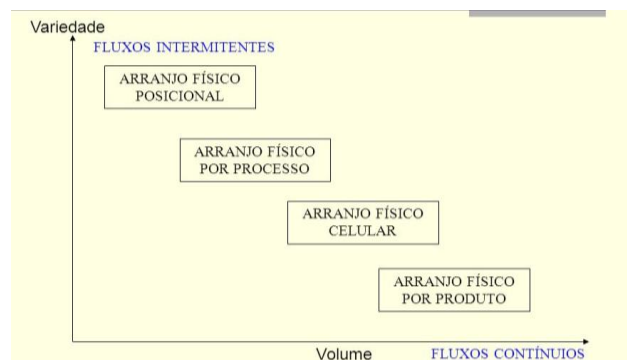 Variedade
FLUXOS INTERMITENTES
ARRANJO FÍSICO
POSICIONAL
ARRANJO FÍSICO
POR PROCESSO
ARRANJO FÍSICO
CELULAR
ARRANJO FÍSICO
POR PRODUTO
Volume
FLUXOS CONTÍNUIOS